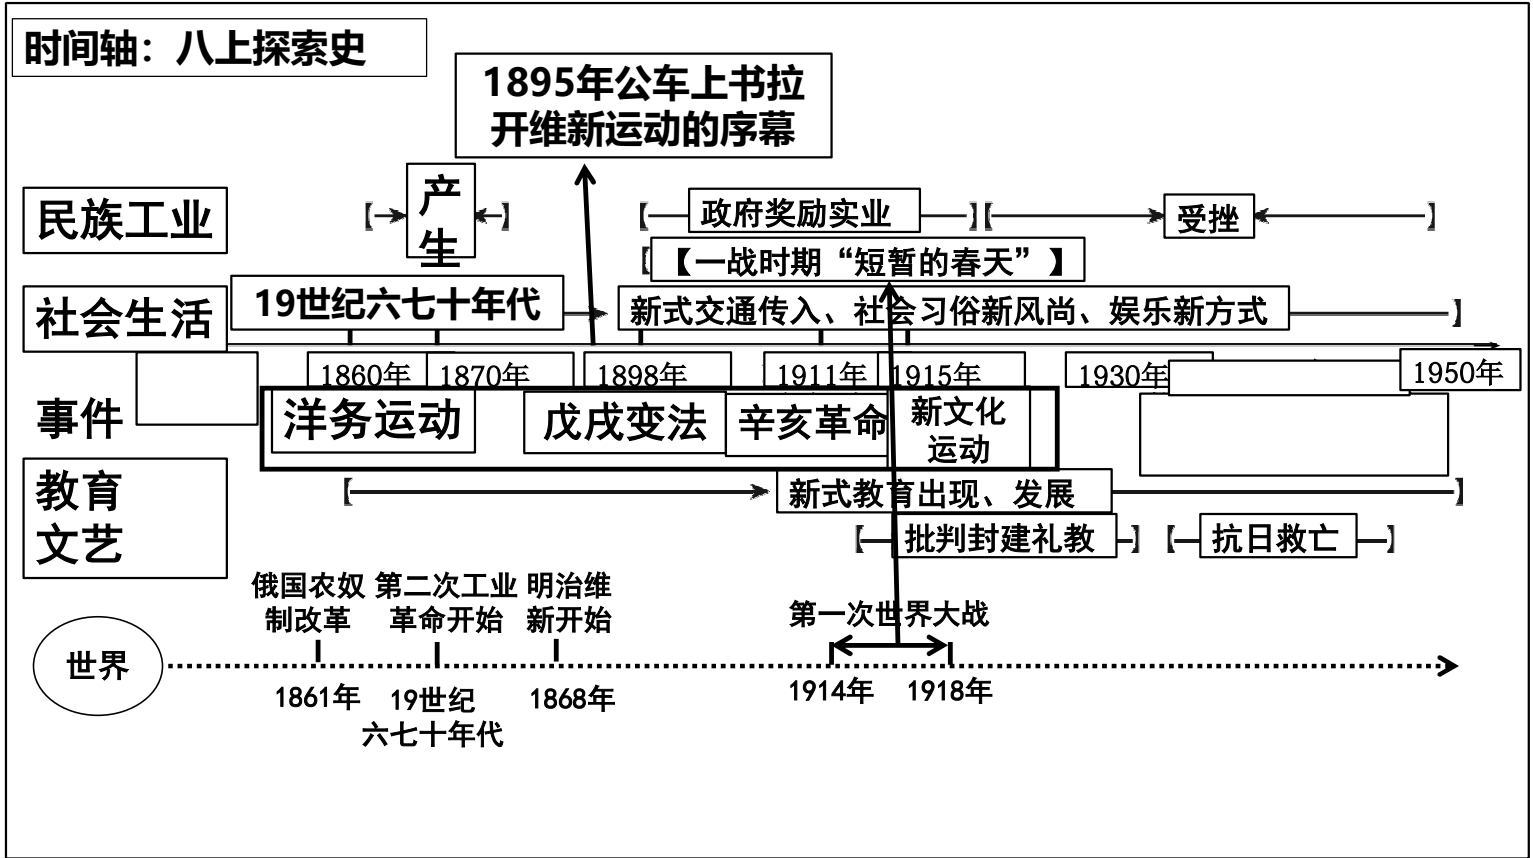 时间轴：八上探索史
1895年公车上书拉
开维新运动的序幕
民族工业
产
生
政府奖励实业
受挫
【一战时期“短暂的春天”】
社会生活
19世纪六七十年代
新式交通传入、社会习俗新风尚、娱乐新方式
1860年
1870年
1898年
1911年
1915年
1930年
1950年
事件
洋务运动
戊戌变法
辛亥革命
新文化
运动
教育
文艺
新式教育出现、发展
批判封建礼教
抗日救亡
俄国农奴
制改革
第二次工业
革命开始
明治维
新开始
第一次世界大战
世界
1861年
19世纪
六七十年代
1868年
1914年
1918年